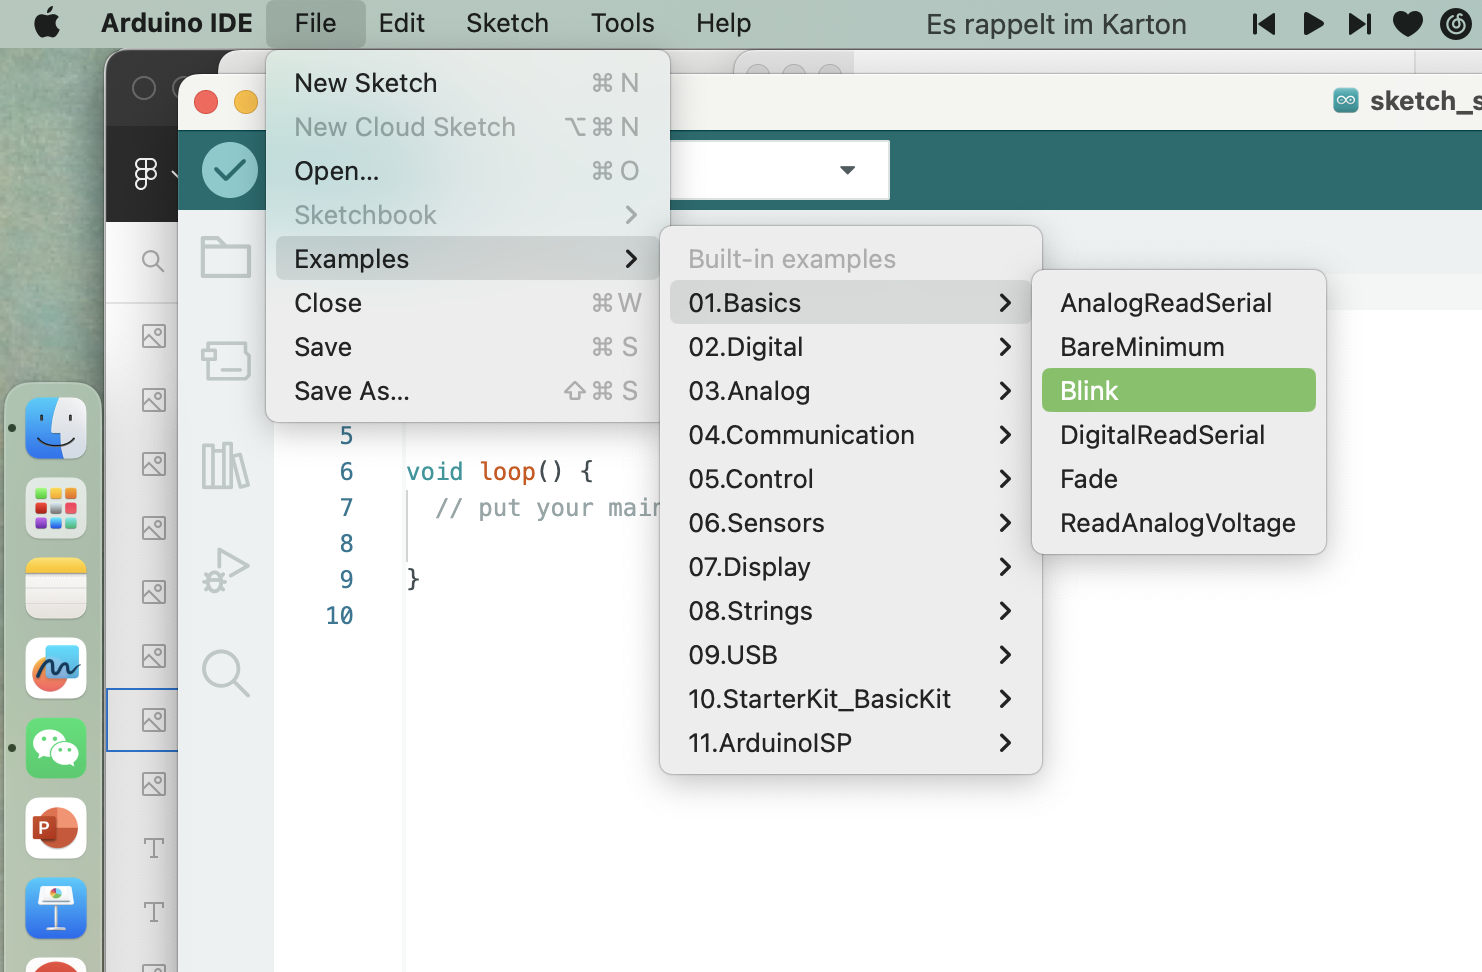 Arduino IDE File Edit Sketch Tools Help Es rappelt im Karton
sketch_s
New Sketch ⌘ N
New Cloud Sketch ⌥ ⌘ N
Open... ⌘ O
Sketchbook
Examples
Close ⌘ W
Save ⌘ S
Save As... ⇧ ⌘ S
Built-in examples
01.Basics
02.Digital
03.Analog
04.Communication
05.Control
06.Sensors
07.Display
08.Strings
09.USB
10.StarterKit_BasicKit
11.ArduinoISP
AnalogReadSerial
BareMinimum
Blink
DigitalReadSerial
Fade
ReadAnalogVoltage
5
6 void loop() {
7 // put your main
8
9 }
10
P
T
T